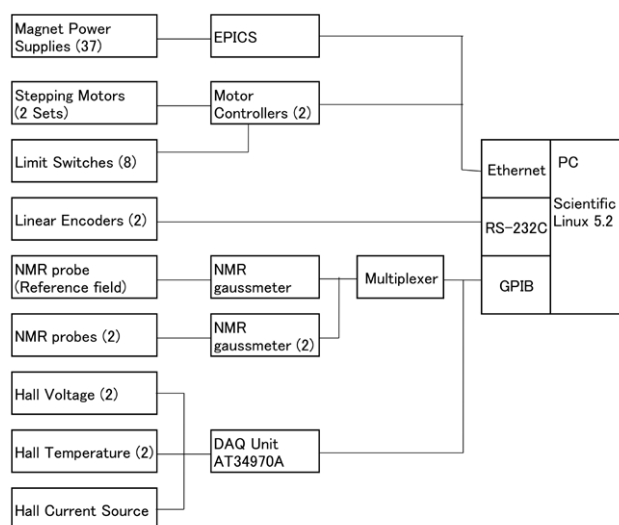 Magnet Power
Supplies (37)
EPICS
Stepping Motors
(2 Sets)
Motor
Controllers (2)
Limit Switches (8)
Ethernet
PC
Scientific
Linux 5.2
Linear Encoders (2)
RS-232C
NMR probe
(Reference field)
NMR
gaussmeter
Multiplexer
GPIB
NMR probes (2)
NMR
gaussmeter (2)
Hall Voltage (2)
Hall Temperature (2)
DAQ Unit
AT34970A
Hall Current Source